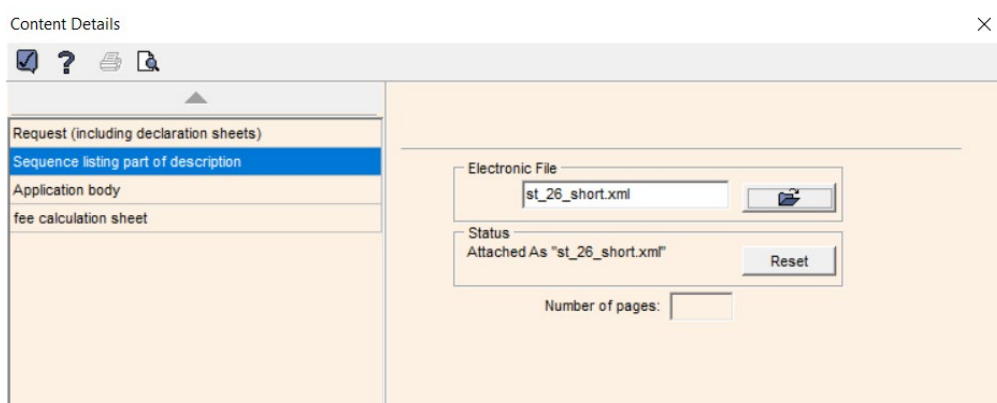 Content Details
Request (including declaration sheets)
Sequence listing part of description
Application body
fee calculation sheet
Electronic File
st_26_short.xml
Status
Attached As "st_26_short.xml"
Reset
Number of pages: